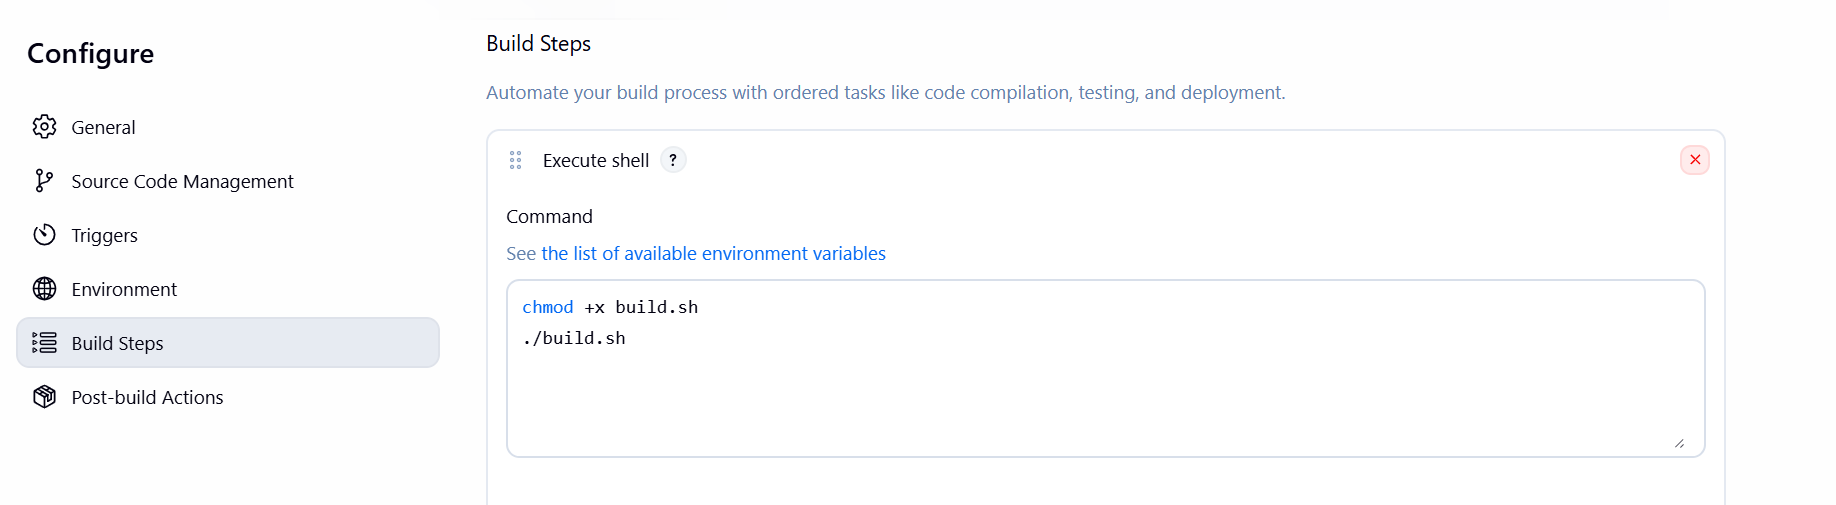 Configure
General
Source Code Management
Triggers
Environment
Build Steps
Post-build Actions
Build Steps
Automate your build process with ordered tasks like code compilation, testing, and deployment.
Execute shell ?
Command
See the list of available environment variables
chmod +x build.sh
./build.sh